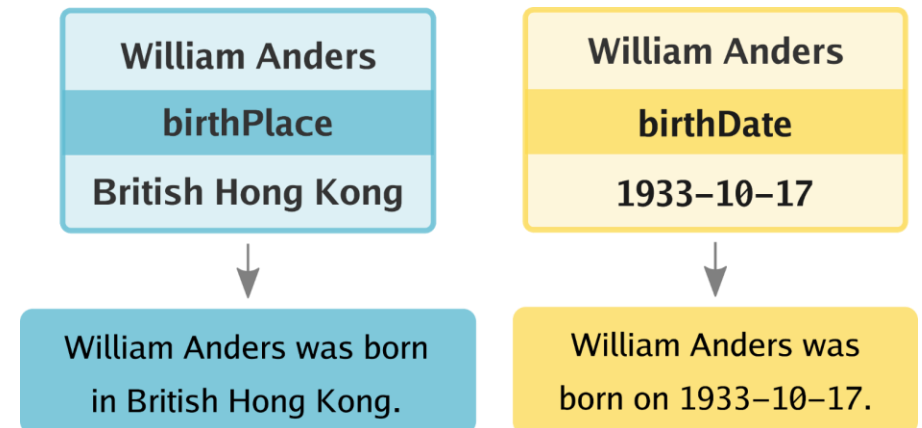 William Anders
birthPlace
British Hong Kong
William Anders was born
in British Hong Kong.
William Anders
birthDate
1933–10–17
William Anders was
born on 1933–10–17.